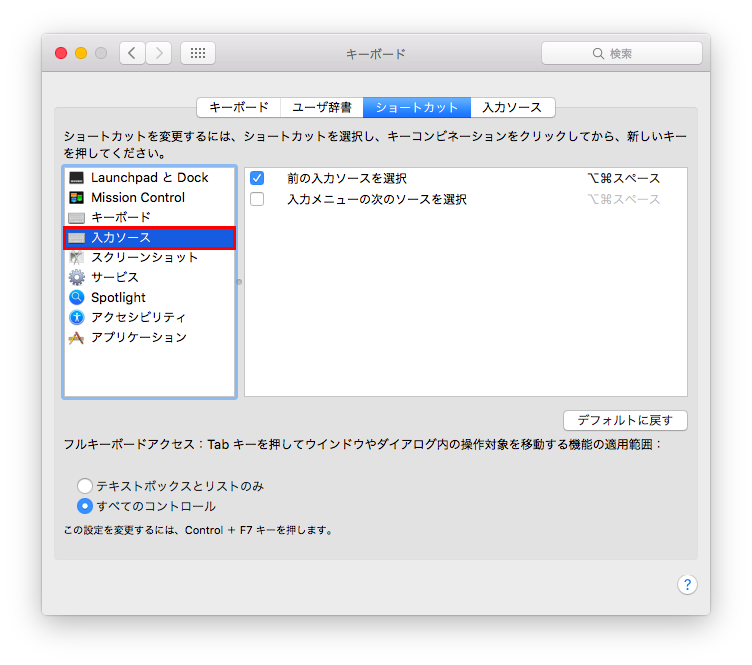 キーボード
検索
キーボード
ユーザ辞書
ショートカット
入力ソース
ショートカットを変更するには、ショートカットを選択し、キーコンビネーションをクリックしてから、新しいキー
を押してください。
Launchpad と Dock
Mission Control
キーボード
入力ソース
スクリーンショット
サービス
Spotlight
アクセシビリティ
アプリケーション
前の入力ソースを選択 ⌥⌘スペース
入力メニューの次のソースを選択 ⌥⌘スペース
デフォルトに戻す
フルキーボードアクセス：Tab キーを押してウインドウやダイアログ内の操作対象を移動する機能の適用範囲：
テキストボックスとリストのみ
すべてのコントロール
この設定を変更するには、Control ＋ F7 キーを押します。
?